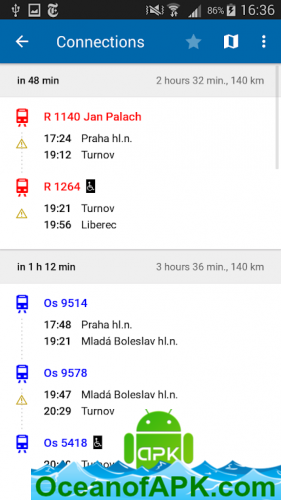 86% 16:36
Connections
in 48 min 2 hours 32 min., 140 km
R 1140 Jan Palach
17:24 Praha hl.n.
19:12 Turnov
R 1264
19:21 Turnov
19:56 Liberec
in 1 h 12 min 3 hours 36 min., 140 km
Os 9514
17:48 Praha hl.n.
19:21 Mladá Boleslav hl.n.
Os 9578
19:47 Mladá Boleslav hl.n.
20:29 Turnov
Os 5418
APK
OceanofAPK.com